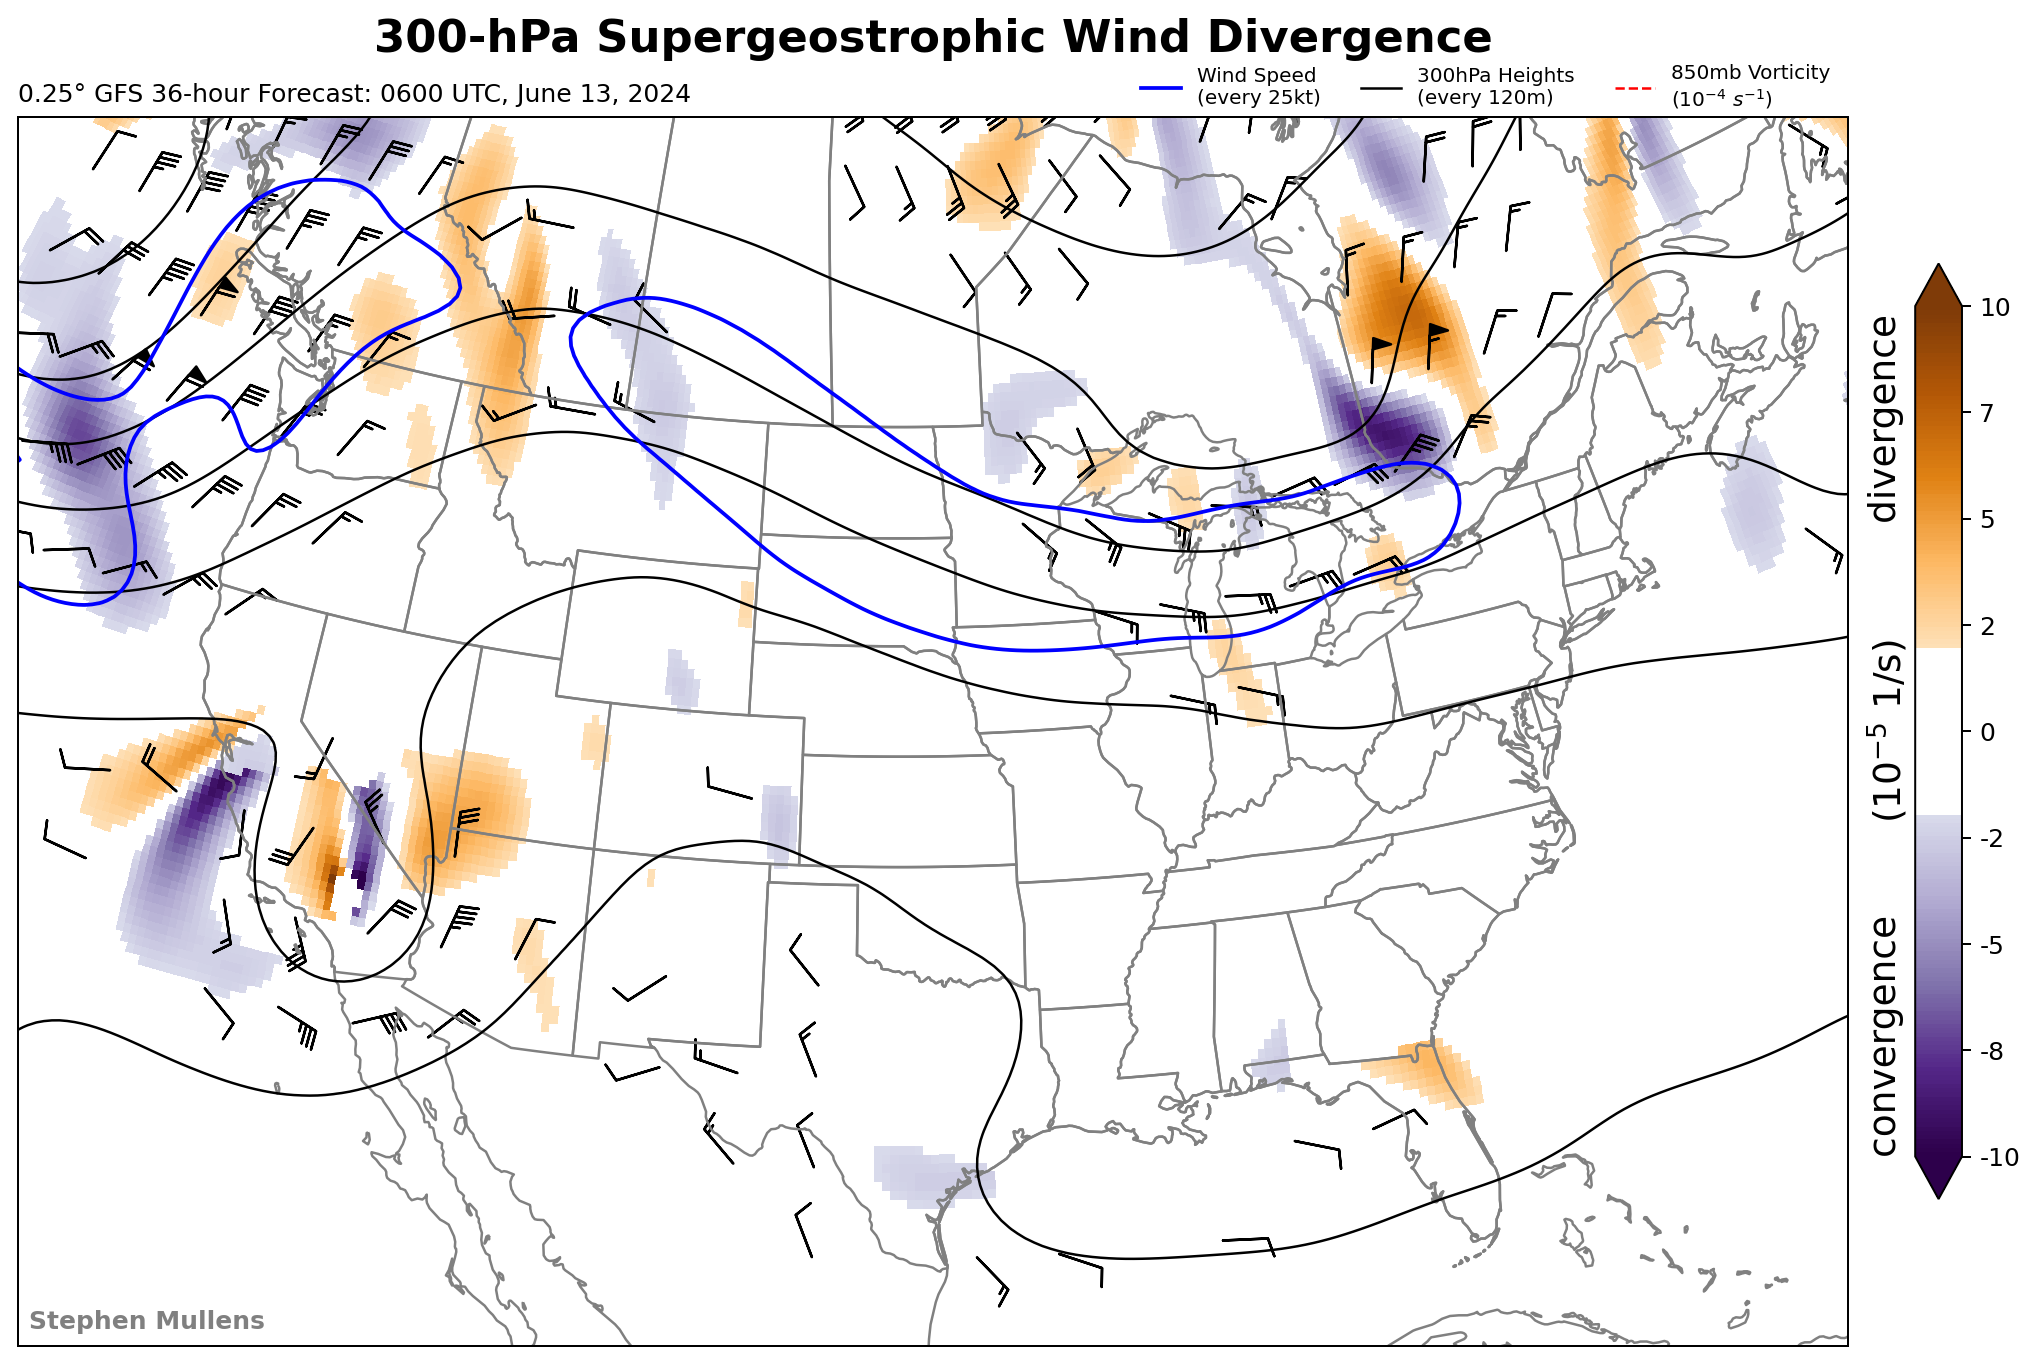 300-hPa Supergeostrophic Wind Divergence
0.25° GFS 36-hour Forecast: 0600 UTC, June 13, 2024
Wind Speed
(every 25kt)
300hPa Heights
(every 120m)
850mb Vorticity
(10⁻⁴ s⁻¹)
10
7
5
2
0
-2
-5
-8
-10
convergence (10⁻⁵ 1/s) divergence
Stephen Mullens